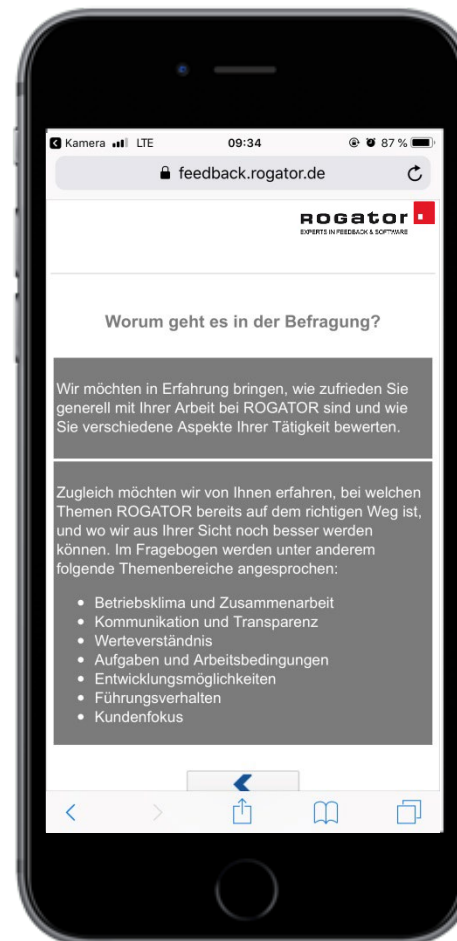 Kamera LTE 09:34 87 %
feedback.rogator.de
ROGATOR
EXPERTS IN FEEDBACK & SOFTWARE
Worum geht es in der Befragung?
Wir möchten in Erfahrung bringen, wie zufrieden Sie
generell mit Ihrer Arbeit bei ROGATOR sind und wie
Sie verschiedene Aspekte Ihrer Tätigkeit bewerten.
Zugleich möchten wir von Ihnen erfahren, bei welchen
Themen ROGATOR bereits auf dem richtigen Weg ist,
und wo wir aus Ihrer Sicht noch besser werden
können. Im Fragebogen werden unter anderem
folgende Themenbereiche angesprochen:
• Betriebsklima und Zusammenarbeit
• Kommunikation und Transparenz
• Werteverständnis
• Aufgaben und Arbeitsbedingungen
• Entwicklungsmöglichkeiten
• Führungsverhalten
• Kundenfokus